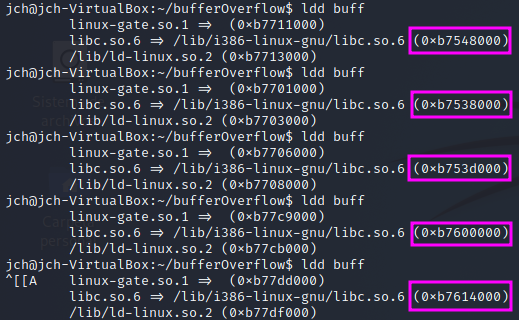 jch@jch-VirtualBox:~/bufferOverflow$ ldd buff
linux-gate.so.1 ⇒ (0×b7711000)
libc.so.6 ⇒ /lib/i386-linux-gnu/libc.so.6 (0×b7548000)
/lib/ld-linux.so.2 (0×b7713000)
jch@jch-VirtualBox:~/bufferOverflow$ ldd buff
linux-gate.so.1 ⇒ (0×b7701000)
libc.so.6 ⇒ /lib/i386-linux-gnu/libc.so.6 (0×b7538000)
/lib/ld-linux.so.2 (0×b7703000)
jch@jch-VirtualBox:~/bufferOverflow$ ldd buff
linux-gate.so.1 ⇒ (0×b7706000)
libc.so.6 ⇒ /lib/i386-linux-gnu/libc.so.6 (0×b753d000)
/lib/ld-linux.so.2 (0×b7708000)
jch@jch-VirtualBox:~/bufferOverflow$ ldd buff
linux-gate.so.1 ⇒ (0×b77c9000)
libc.so.6 ⇒ /lib/i386-linux-gnu/libc.so.6 (0×b7600000)
/lib/ld-linux.so.2 (0×b77cb000)
jch@jch-VirtualBox:~/bufferOverflow$ ldd buff
^[[A linux-gate.so.1 ⇒ (0×b77dd000)
libc.so.6 ⇒ /lib/i386-linux-gnu/libc.so.6 (0×b7614000)
/lib/ld-linux.so.2 (0×b77df000)